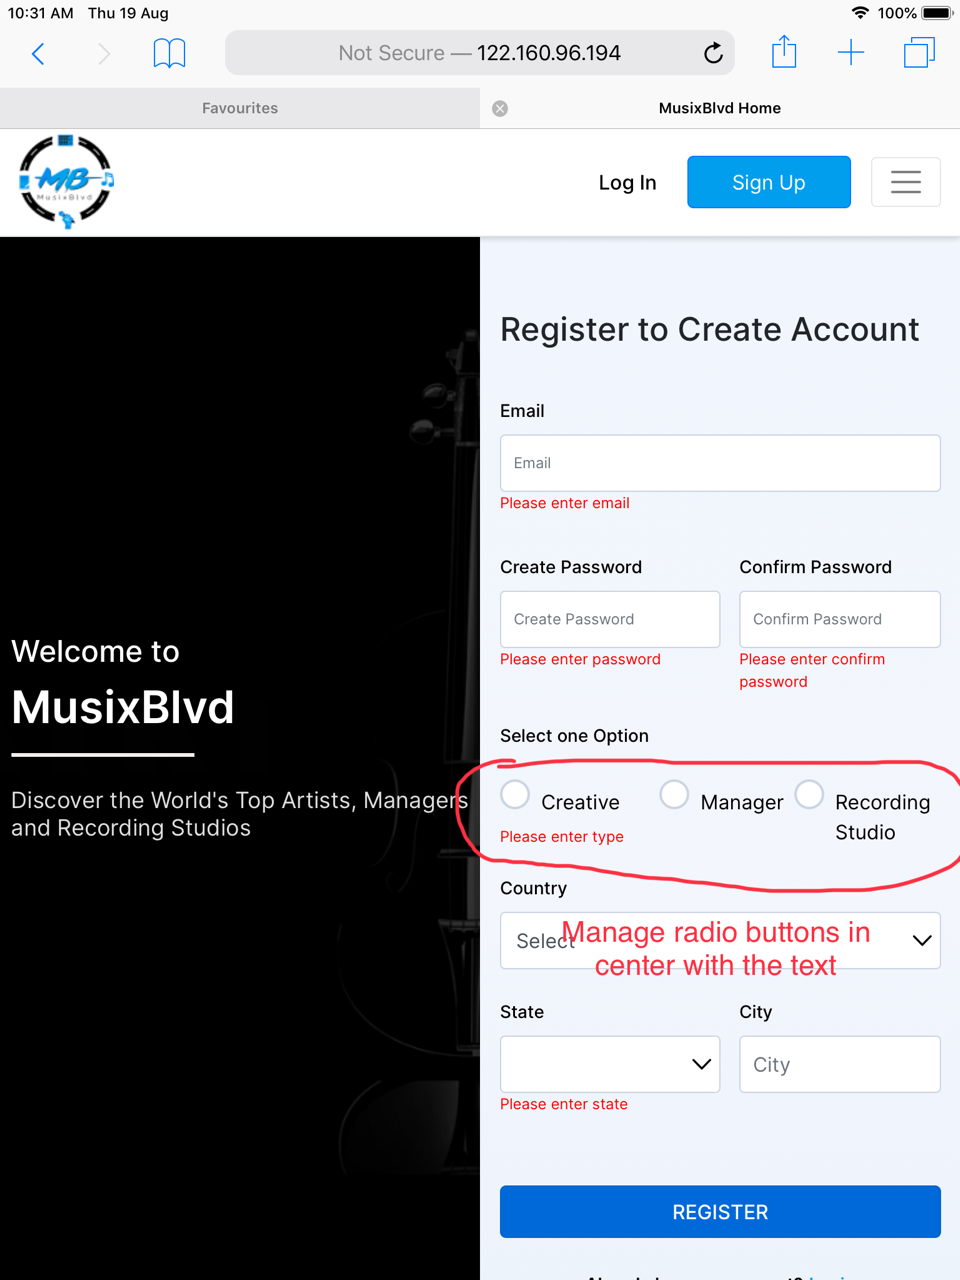 10:31 AM Thu 19 Aug 100%
Not Secure — 122.160.96.194
Favourites MusixBlvd Home
MB
MusixBlvd
Log In Sign Up
Register to Create Account
Email
Email
Please enter email
Create Password Confirm Password
Create Password Confirm Password
Please enter password Please enter confirm
password
Welcome to
MusixBlvd
Discover the World's Top Artists, Managers
and Recording Studios
Select one Option
Creative Manager Recording
Studio
Please enter type
Country
Select
Manage radio buttons in
center with the text
State City
City
Please enter state
REGISTER